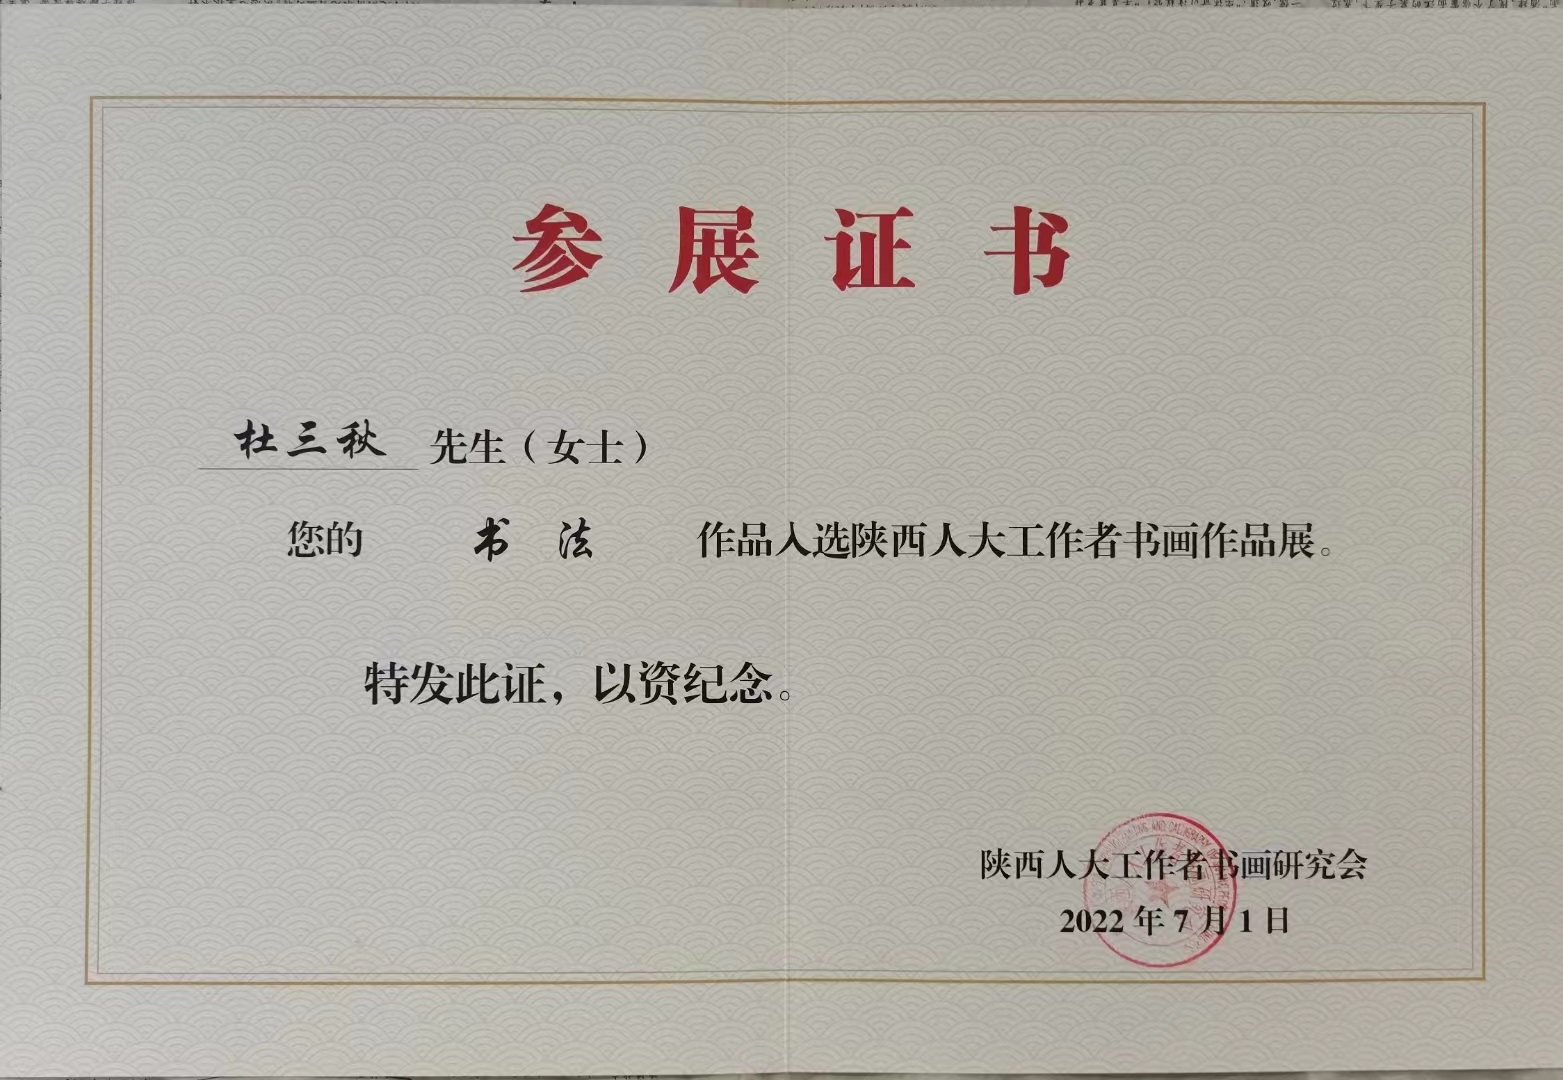 参展证书
杜三秋 先生（女士）
您的 书法 作品入选陕西人大工作者书画作品展。
特发此证，以资纪念。
陕西人大工作者书画研究会
2022年7月1日